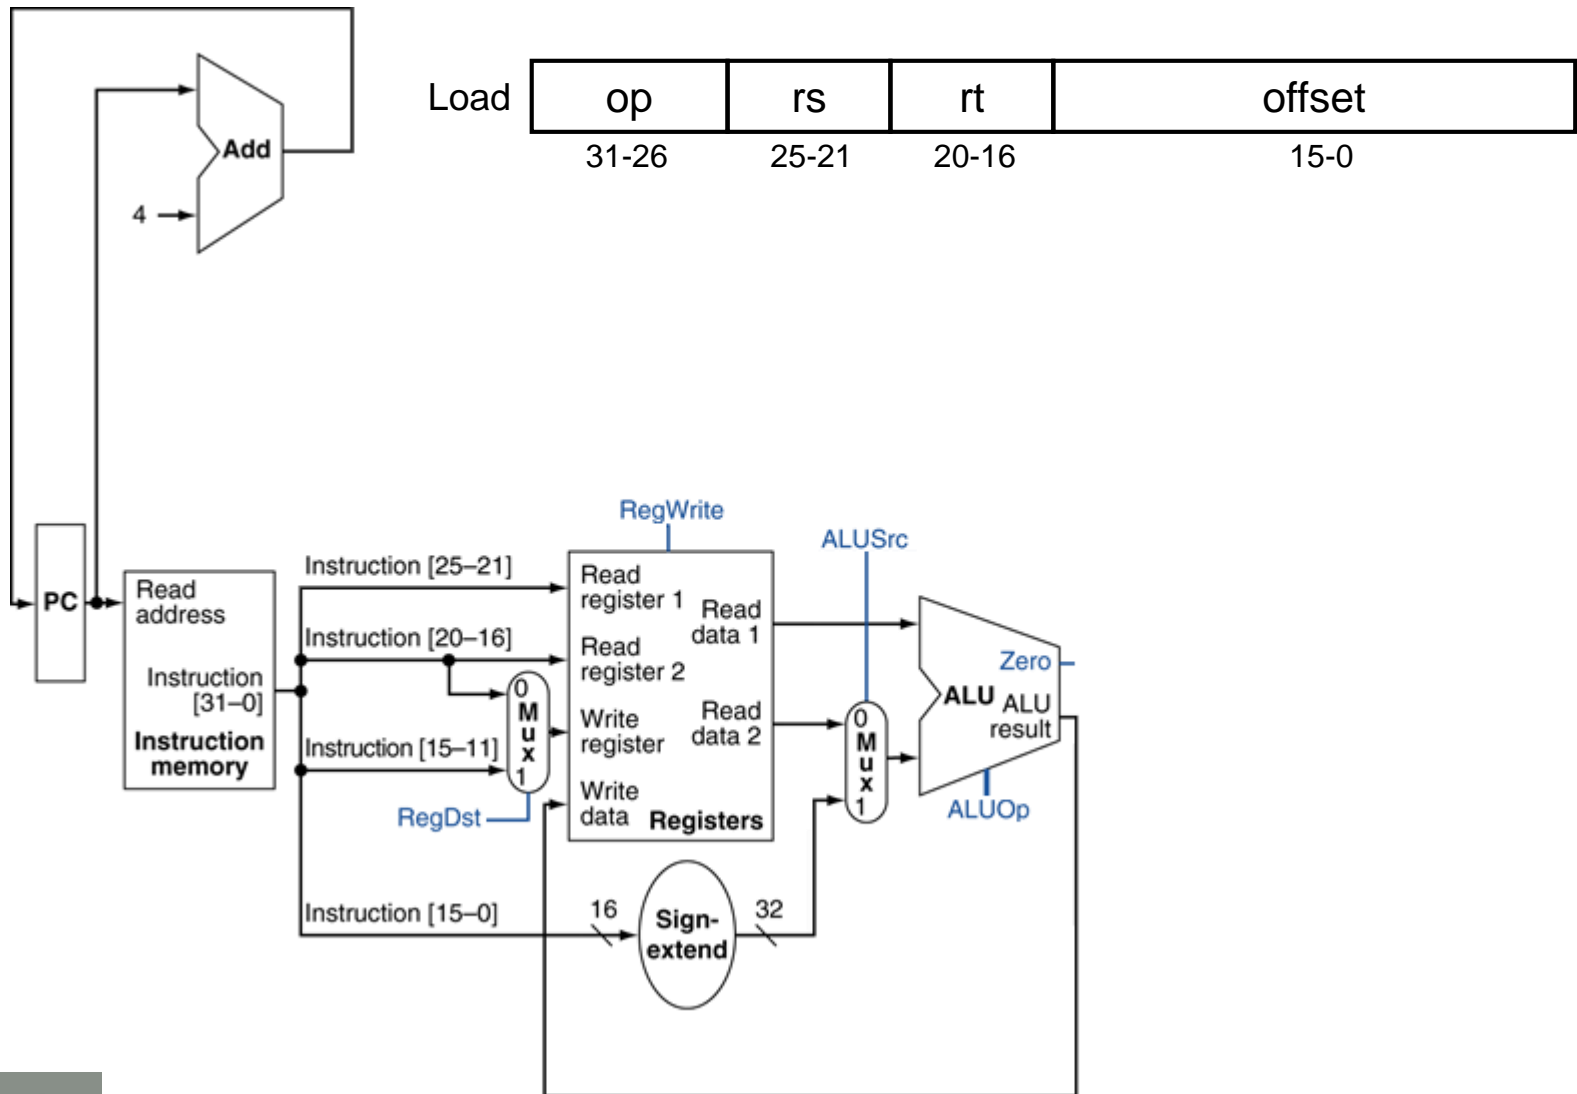 Load
op
rs
rt
offset
31-26
25-21
20-16
15-0
Add
4
RegWrite
ALUSrc
PC
Read
address
Instruction
[31–0]
Instruction
memory
Instruction [25–21]
Instruction [20–16]
Instruction [15–11]
Instruction [15–0]
0
M
u
x
1
RegDst
Read
register 1
Read
register 2
Write
register
Write
data
Read
data 1
Read
data 2
Registers
16
Sign-
extend
32
0
M
u
x
1
Zero
ALU
ALU
result
ALUOp